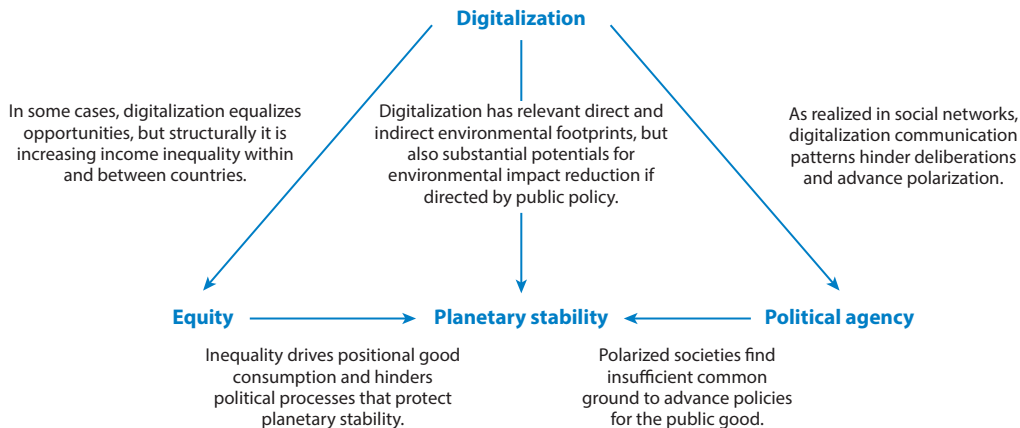 Digitalization
In some cases, digitalization equalizes
opportunities, but structurally it is
increasing income inequality within
and between countries.
Digitalization has relevant direct and
indirect environmental footprints, but
also substantial potentials for
environmental impact reduction if
directed by public policy.
As realized in social networks,
digitalization communication
patterns hinder deliberations
and advance polarization.
Equity
Planetary stability
Political agency
Inequality drives positional good
consumption and hinders
political processes that protect
planetary stability.
Polarized societies find
insufficient common
ground to advance policies
for the public good.